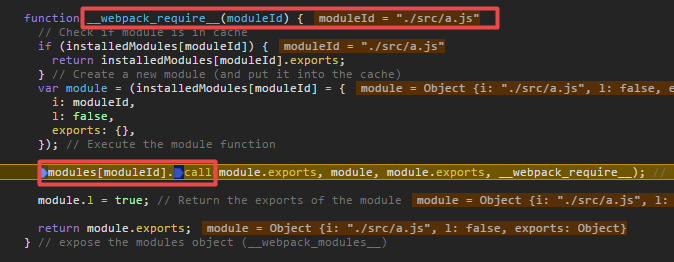 function __webpack_require__(moduleId) { moduleId = "./src/a.js"
// Check if module is in cache
if (installedModules[moduleId]) { moduleId = "./src/a.js"
return installedModules[moduleId].exports;
} // Create a new module (and put it into the cache)
var module = (installedModules[moduleId] = { module = Object {i: "./src/a.js", l: false, e
i: moduleId,
l: false,
exports: {},
}); // Execute the module function
modules[moduleId].call(module.exports, module, module.exports, __webpack_require__); //
module.l = true; // Return the exports of the module module = Object {i: "./src/a.js", l:
return module.exports; module = Object {i: "./src/a.js", l: false, exports: Object}
} // expose the modules object (__webpack_modules__)